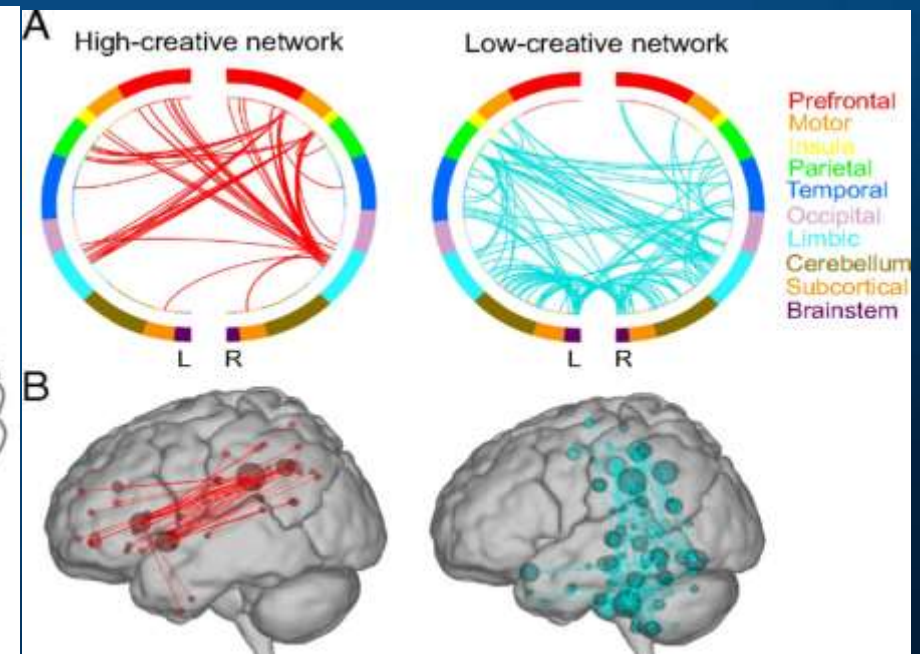 A
High-creative network
Low-creative network
Prefrontal
Motor
Insula
Parietal
Temporal
Occipital
Limbic
Cerebellum
Subcortical
Brainstem
L R
L R
B